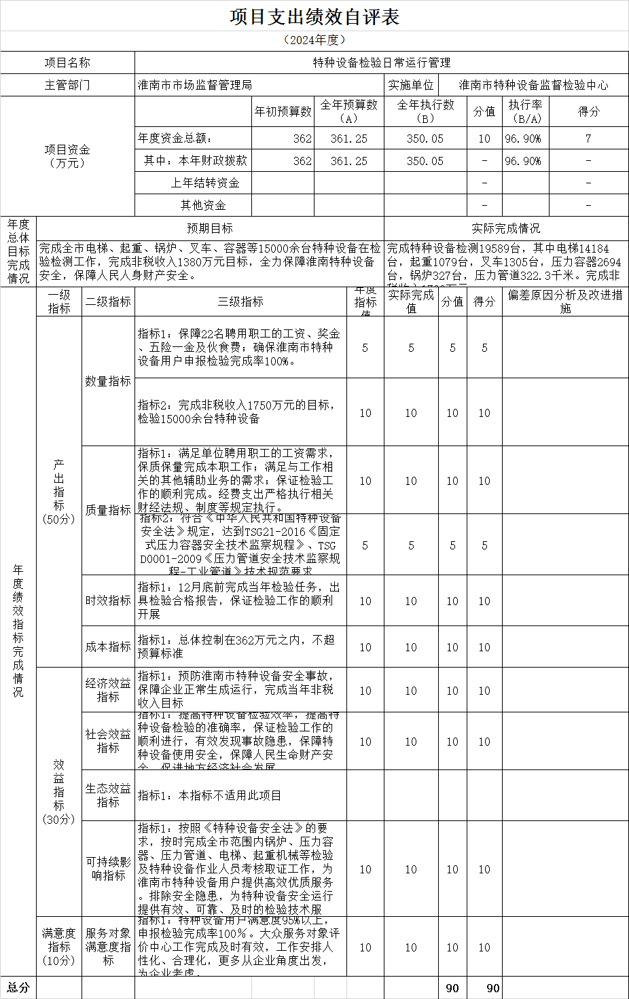 项目支出绩效自评表
（2024年度）
项目名称 特种设备检验日常运行管理
主管部门 淮南市市场监督管理局 实施单位 淮南市特种设备监督检验中心
项目资金
（万元）
年初预算数 全年预算数（A） 全年执行数（B） 分值 执行率（B/A） 得分
年度资金总额： 362 361.25 350.05 10 96.90% 7
其中：本年财政拨款 362 361.25 350.05 - 96.90% -
上年结转资金 - -
其他资金 - -
年度总体目标完成情况
预期目标 实际完成情况
完成全市电梯、起重、锅炉、叉车、容器等15000余台特种设备在检
验检测工作，完成非税收入1380万元目标，全力保障淮南特种设备
安全，保障人民人身财产安全。
完成特种设备检测19589台，其中电梯14184
台，起重1079台，叉车1305台，压力容器2694
台，锅炉327台，压力管道322.3千米。完成非
年度绩效指标完成情况
一级指标 二级指标 三级指标 年度指标值 实际完成值 分值 得分 偏差原因分析及改进措施
产出指标(50分)
数量指标
指标1：保障22名聘用职工的工资、奖金
、五险一金及伙食费；确保淮南市特种
设备用户申报检验完成率100%。
5 5 5 5
指标2：完成非税收入1750万元的目标，
检验15000余台特种设备
10 10 10 10
质量指标
指标1：满足单位聘用职工的工资需求，
保质保量完成本职工作；满足与工作相
关的其他辅助业务的需求；保证检验工
作的顺利完成。经费支出严格执行相关
财经法规、制度等规定执行。
10 10 10 10
指标2：符合《中华人民共和国特种设备
安全法》规定，达到TSG21-2016《固定
式压力容器安全技术监察规程》、TSG
D0001-2009《压力管道安全技术监察规
程-工业管道》技术规范要求
5 5 5 5
时效指标
指标1：12月底前完成当年检验任务，出
具检验合格报告，保证检验工作的顺利
开展
10 10 10 10
成本指标
指标1：总体控制在362万元之内，不超
预算标准
10 10 10 10
效益指标(30分)
经济效益指标
指标1：预防淮南市特种设备安全事故，
保障企业正常生成运行，完成当年非税
收入目标
10 10 10 10
社会效益指标
指标1：提高特种设备检验效率，提高特
种设备检验的准确率，保证检验工作的
顺利进行，有效发现事故隐患，保障特
种设备使用安全，保障人民生命财产安
全，促进地方经济社会发展
10 10 10 10
生态效益指标
指标1：本指标不适用此项目
可持续影响指标
指标1：按照《特种设备安全法》的要
求，按时完成全市范围内锅炉、压力容
器、压力管道、电梯、起重机械等检验
及特种设备作业人员考核取证工作，为
淮南市特种设备用户提供高效优质服务
。排除安全隐患，为特种设备安全运行
提供有效、可靠、及时的检验技术服
10 10 10 10
满意度指标(10分)
服务对象满意度指标
指标1：特种设备用户满意度95%以上，
申报检验完成率100%。大众服务对象评
价中心工作完成及时有效，工作安排人
性化、合理化，更多从企业角度出发，
为企业考虑。
10 10 10 10
总分 90 90